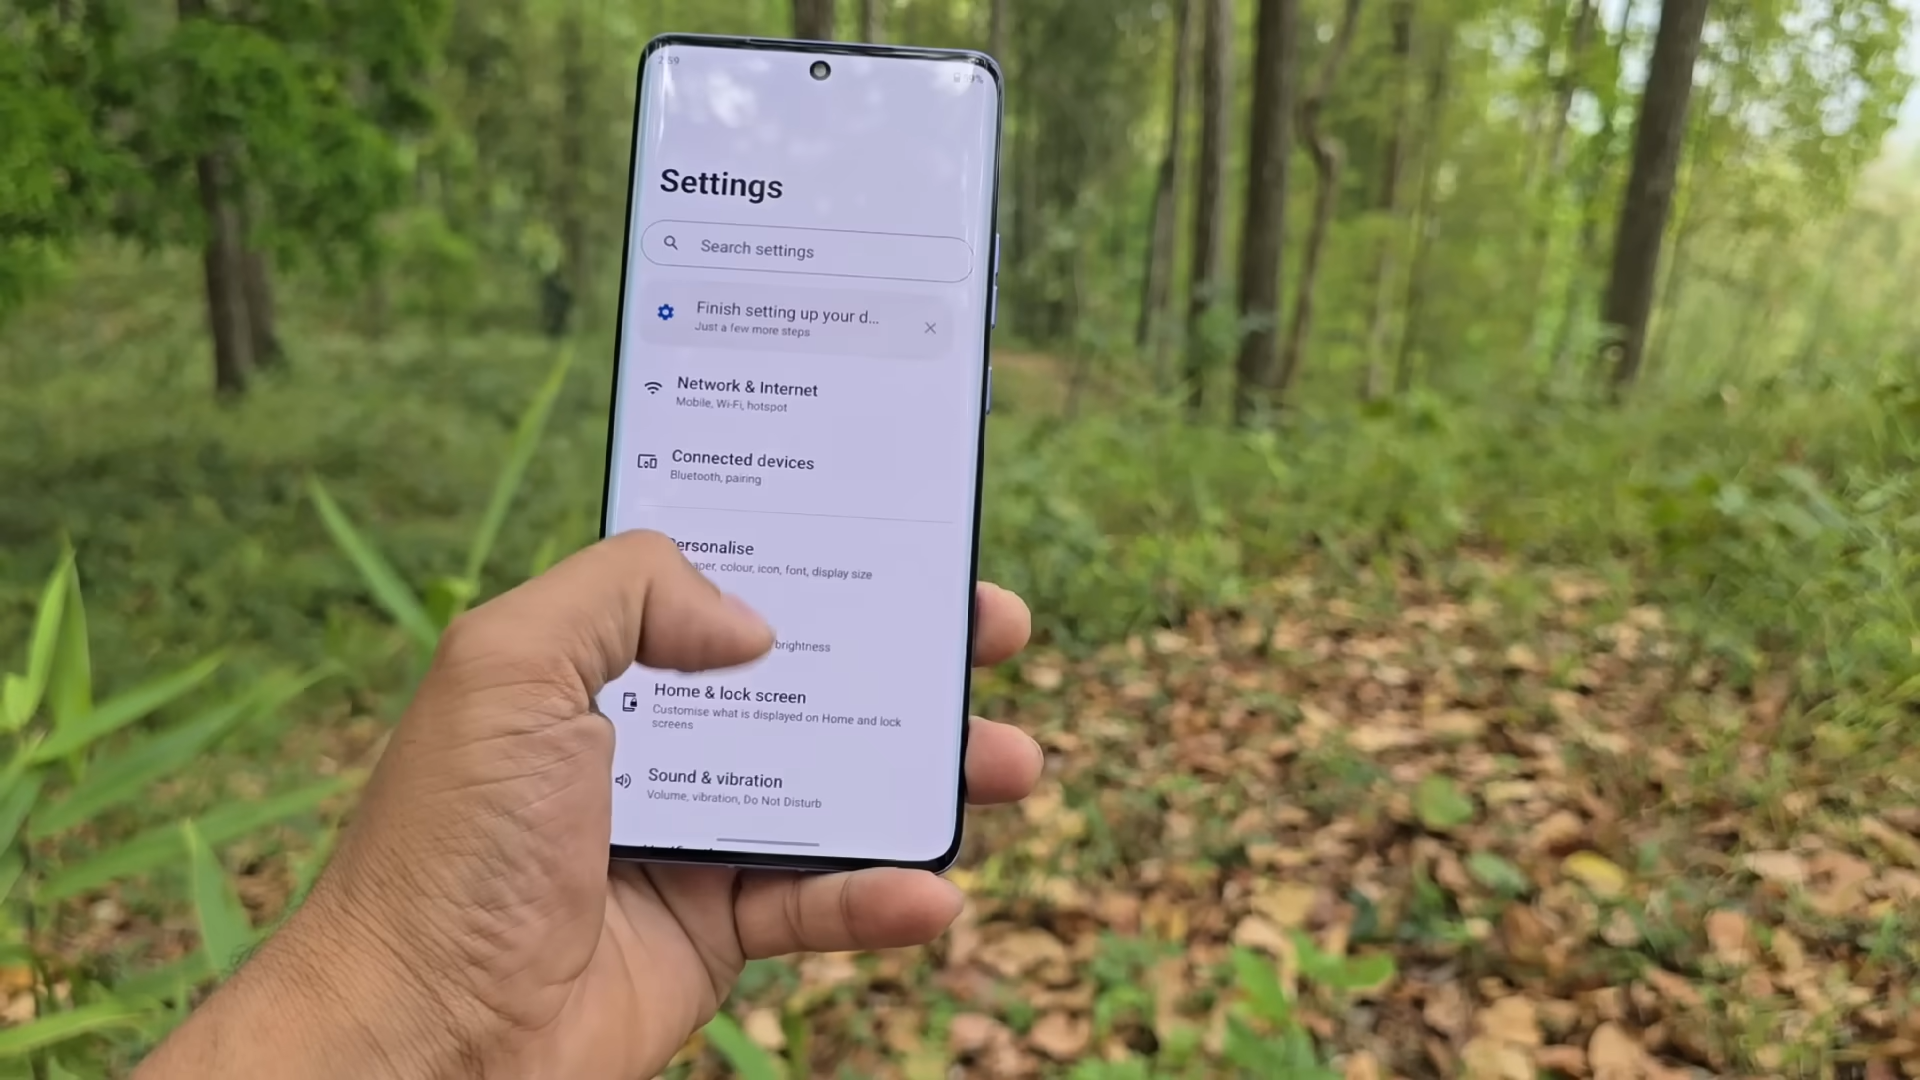 2:59
Settings
Search settings
Finish setting up your d...
Just a few more steps
Network & Internet
Mobile, Wi-Fi, hotspot
Connected devices
Bluetooth, pairing
ersonalise
aper, colour, icon, font, display size
brightness
Home & lock screen
Customise what is displayed on Home and lock
screens
Sound & vibration
Volume, vibration, Do Not Disturb